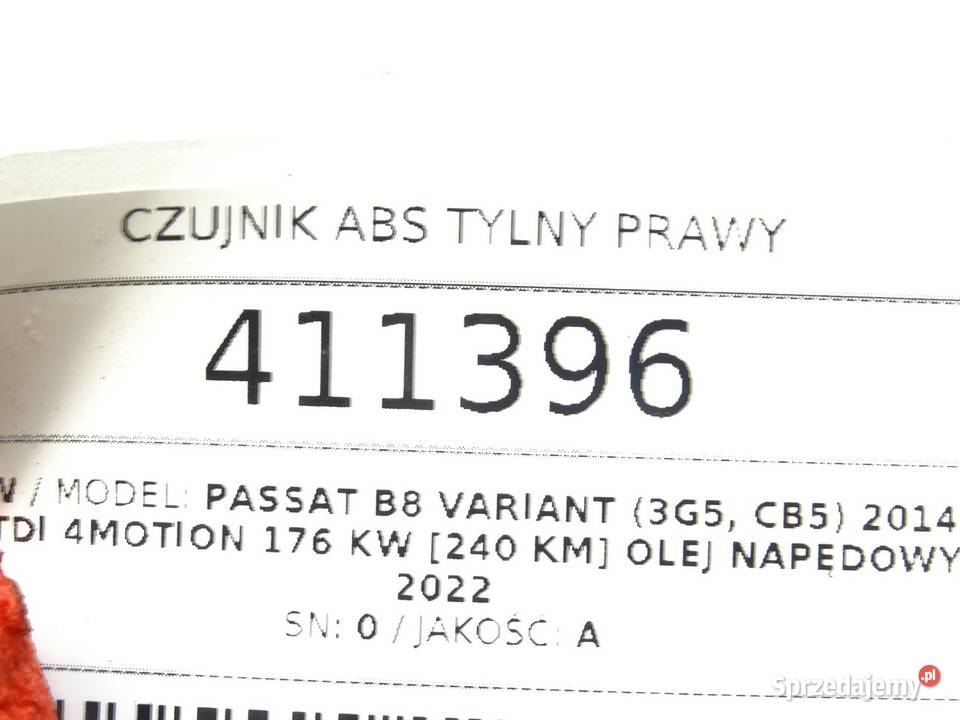 CZUJNIK ABS TYLNY PRAWY
411396
/ MODEL: PASSAT B8 VARIANT (3G5, CB5) 2014
TDI 4MOTION 176 KW [240 KM] OLEJ NAPĘDOWY
2022
SN: 0 / JAKOŚĆ: A
Sprzedajemy.pl